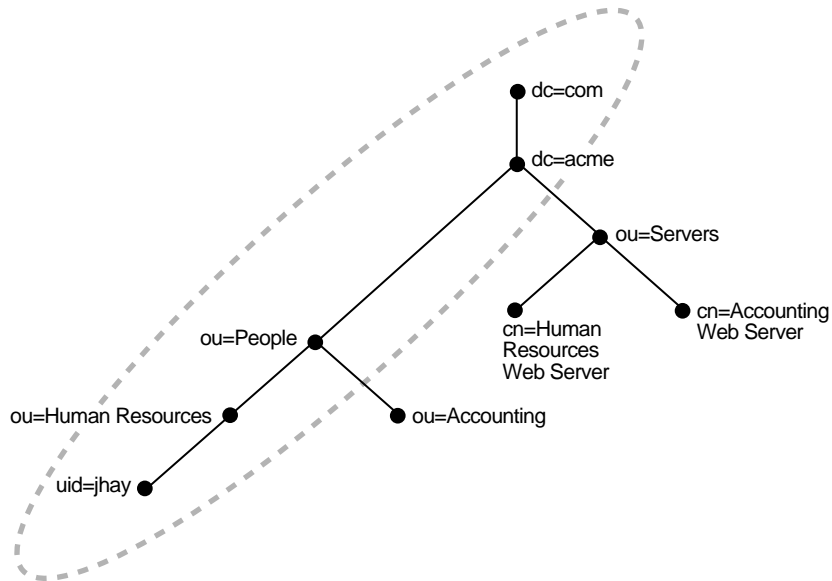 dc=com
dc=acme
ou=Servers
cn=Human
Resources
Web Server
cn=Accounting
Web Server
ou=People
ou=Human Resources
ou=Accounting
uid=jhay